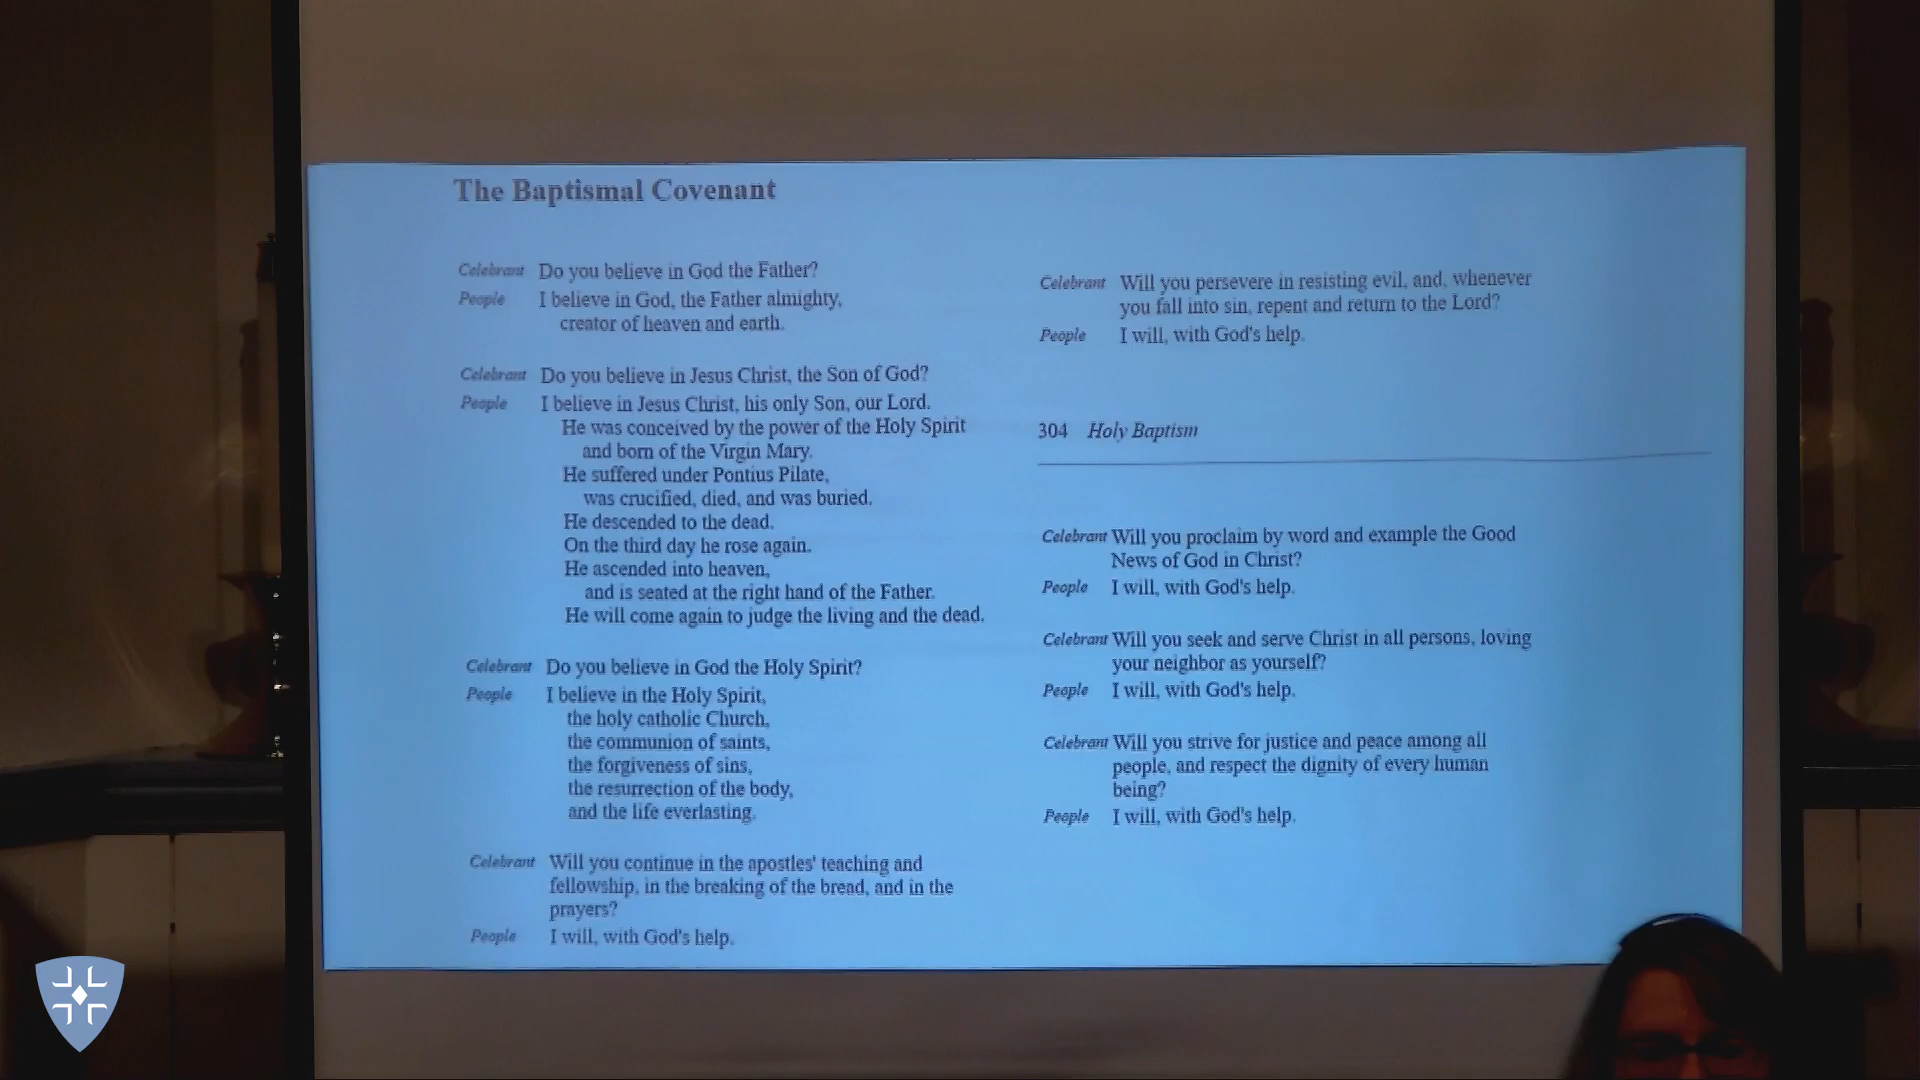 The Baptismal Covenant
Celebrant Do you believe in God the Father?
People I believe in God, the Father almighty,
creator of heaven and earth.
Celebrant Do you believe in Jesus Christ, the Son of God?
People I believe in Jesus Christ, his only Son, our Lord.
He was conceived by the power of the Holy Spirit
and born of the Virgin Mary.
He suffered under Pontius Pilate,
was crucified, died, and was buried.
He descended to the dead.
On the third day he rose again.
He ascended into heaven,
and is seated at the right hand of the Father.
He will come again to judge the living and the dead.
Celebrant Do you believe in God the Holy Spirit?
People I believe in the Holy Spirit,
the holy catholic Church,
the communion of saints,
the forgiveness of sins,
the resurrection of the body,
and the life everlasting.
Celebrant Will you continue in the apostles' teaching and
fellowship, in the breaking of the bread, and in the
prayers?
People I will, with God's help.
Celebrant Will you persevere in resisting evil, and, whenever
you fall into sin, repent and return to the Lord?
People I will, with God's help.
304 Holy Baptism
Celebrant Will you proclaim by word and example the Good
News of God in Christ?
People I will, with God's help.
Celebrant Will you seek and serve Christ in all persons, loving
your neighbor as yourself?
People I will, with God's help.
Celebrant Will you strive for justice and peace among all
people, and respect the dignity of every human
being?
People I will, with God's help.